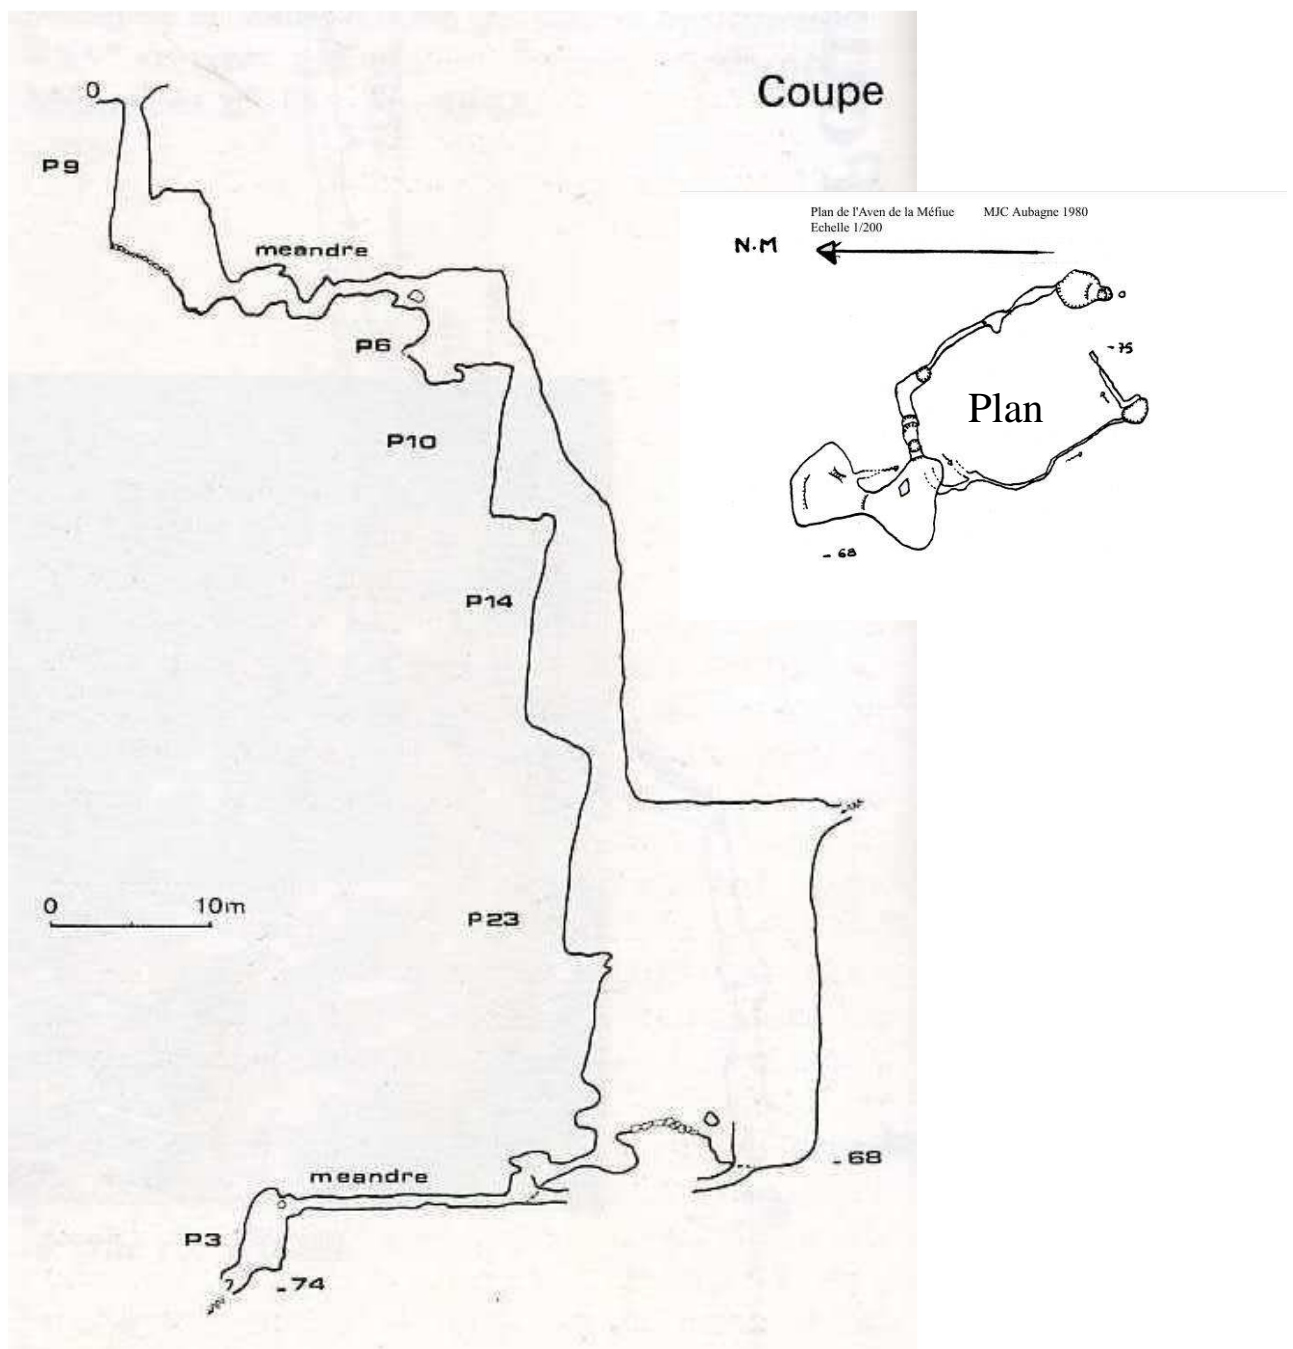 Coupe
0
P9
Plan de l'Aven de la Méfiue MJC Aubagne 1980
Echelle 1/200
N.M
0
meandre
P6
- 75
Plan
P10
- 68
P14
0 10m
P23
- 68
meandre
P3
- 74